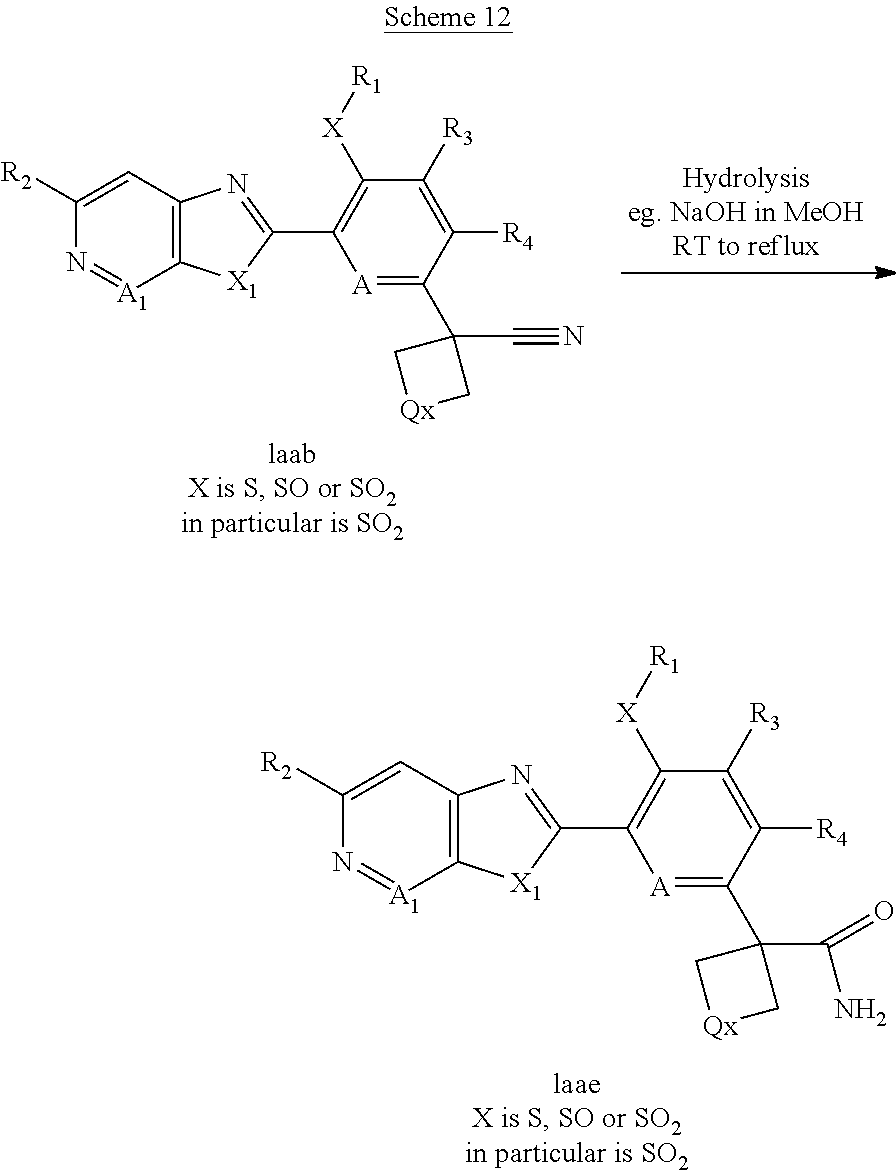 Scheme 12
R1
X
R3
R2
N
R4
N
A1
X1
A
N
Qx
Hydrolysis
eg. NaOH in MeOH
RT to reflux
Iaab
X is S, SO or SO2
in particular is SO2
R1
X
R3
R2
N
R4
N
A1
X1
A
O
NH2
Qx
Iaae
X is S, SO or SO2
in particular is SO2